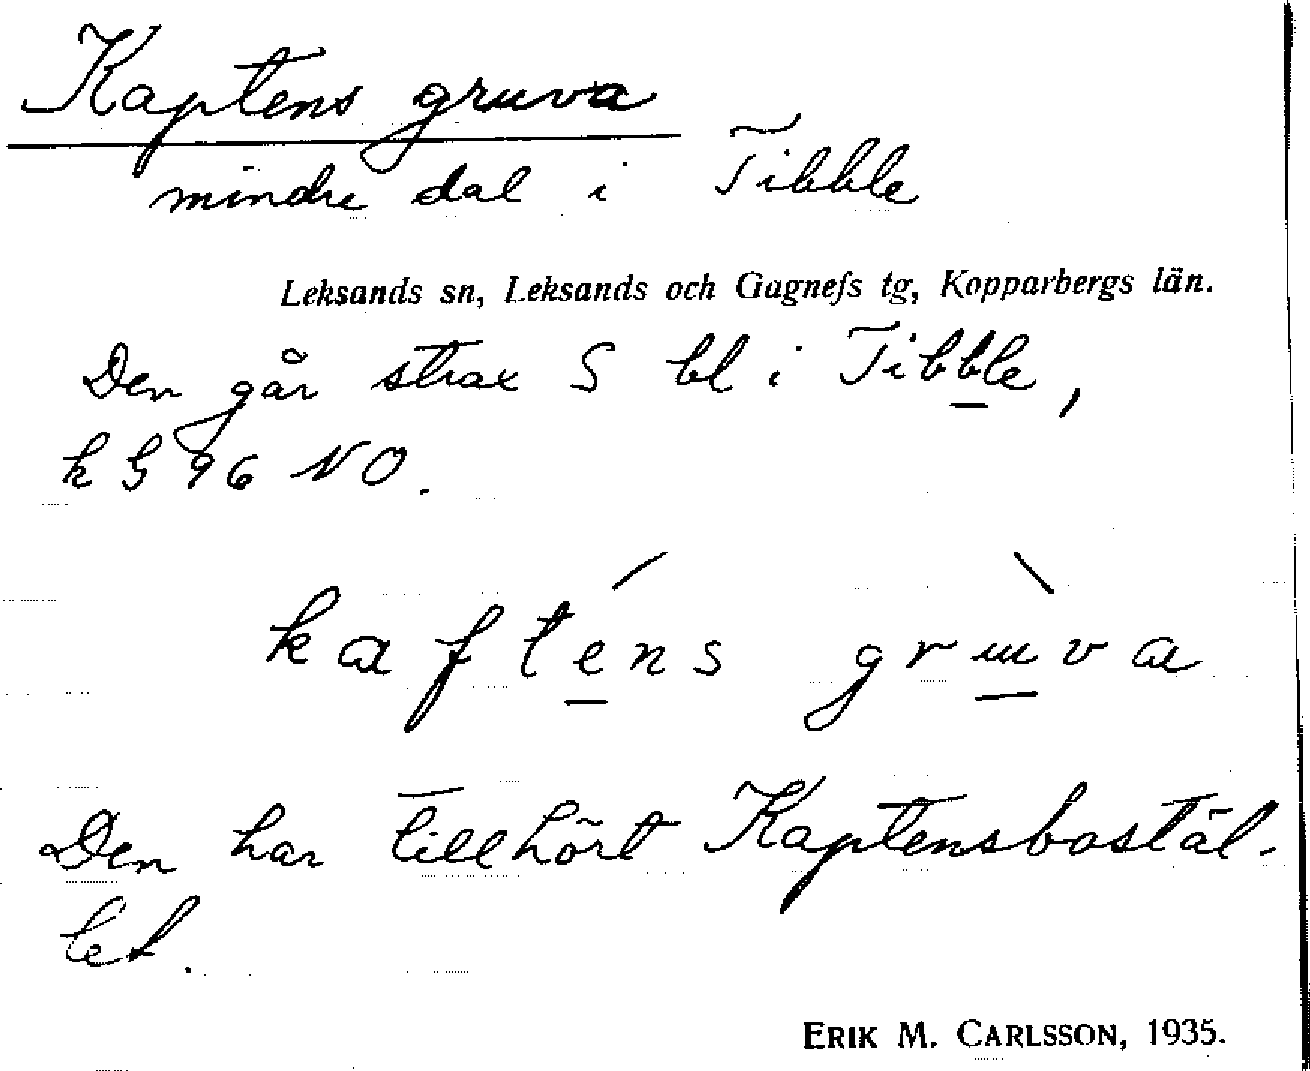 Kaptens gruva
mindre dal i Tibble
Leksands sn, Leksands och Gagnefs tg, Kopparbergs län.
Den går strax S bl i Tibble,
k G 96 NO.
kaftens gruva
Den har tillhört Kaptensbostäl-
let.
ERIK M. CARLSSON, 1935.